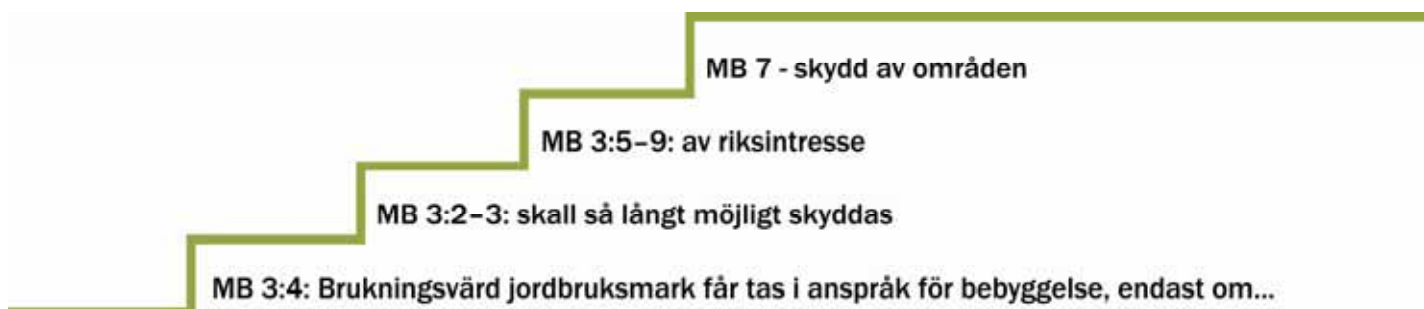 MB 7 - skydd av områden
MB 3:5–9: av riksintresse
MB 3:2–3: skall så långt möjligt skyddas
MB 3:4: Brukningsvärd jordbruksmark får tas i anspråk för bebyggelse, endast om...